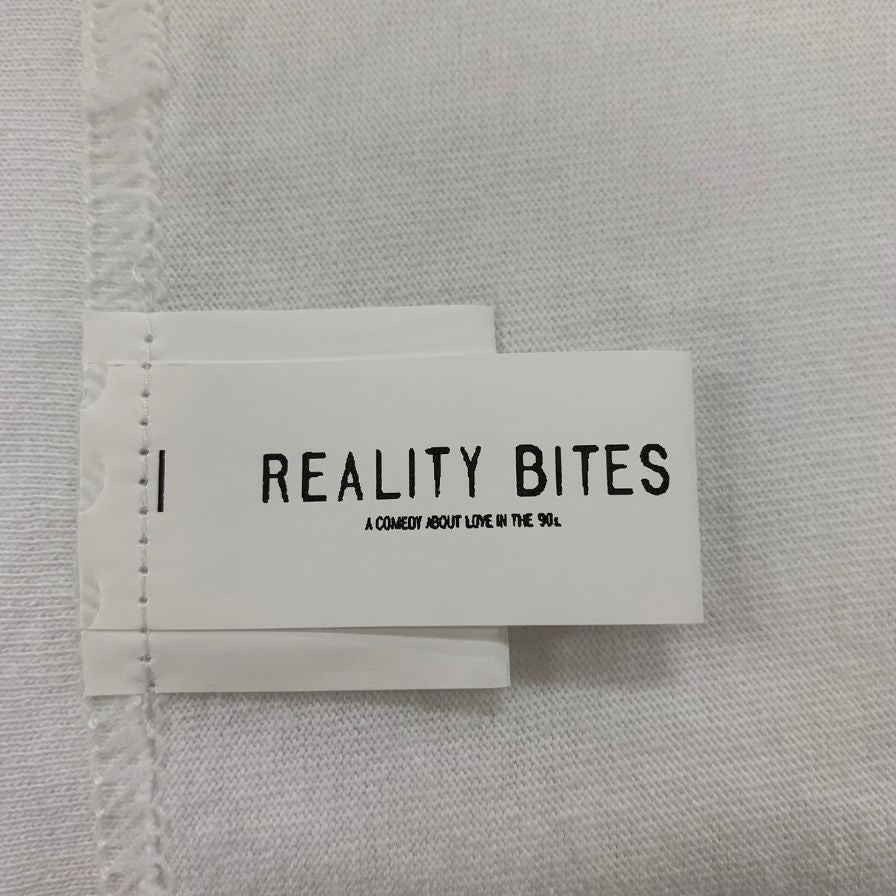 REALITY BITES
A COMEDY ABOUT LOVE IN THE '90s.